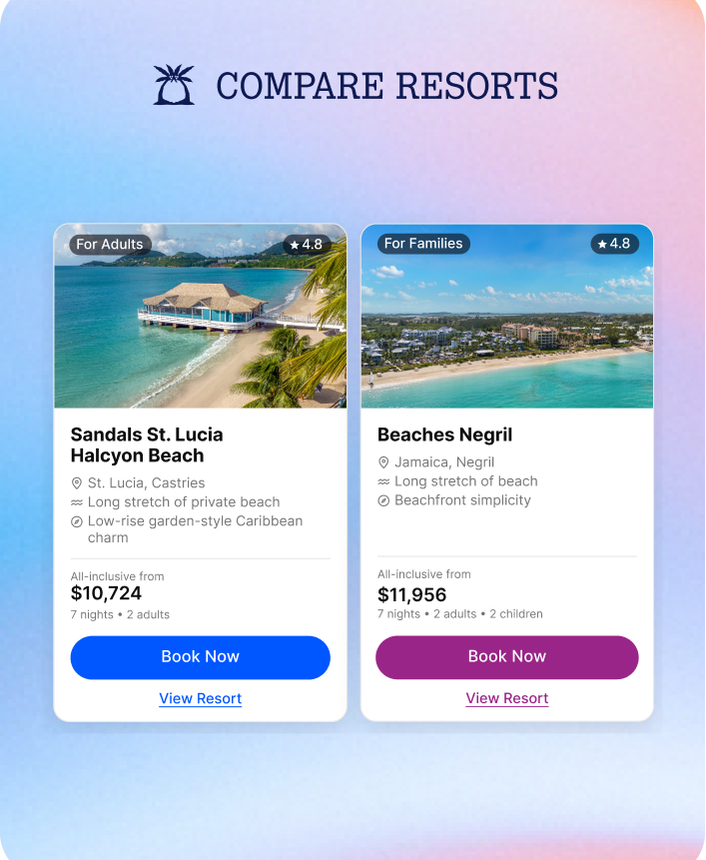 COMPARE RESORTS
For Adults
4.8
Sandals St. Lucia
Halcyon Beach
St. Lucia, Castries
Long stretch of private beach
Low-rise garden-style Caribbean
charm
All-inclusive from
$10,724
7 nights • 2 adults
Book Now
View Resort
For Families
4.8
Beaches Negril
Jamaica, Negril
Long stretch of beach
Beachfront simplicity
All-inclusive from
$11,956
7 nights • 2 adults • 2 children
Book Now
View Resort